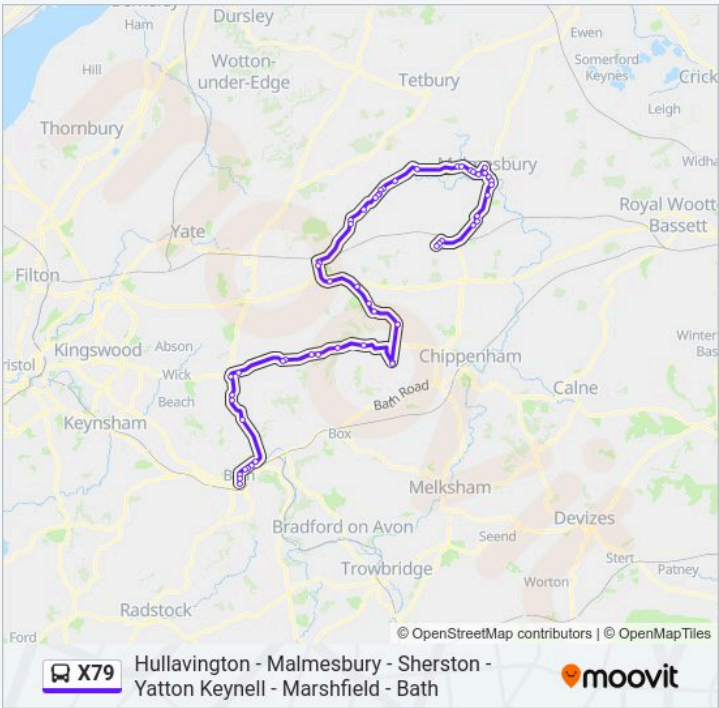 Dursley
Ham
Ewen
Wotton-
under-Edge
Somerford
Keynes
Hill
Tetbury
Crick
Leigh
Thornbury
Malmesbury
Widha
Royal Woott
Bassett
Yate
Filton
Winter
Bas
Kingswood
Abson
Chippenham
ristol
Wick
Calne
Beach
Bath Road
Keynsham
Box
Bath
Melksham
Devizes
Bradford on Avon
Seend
Stert
Trowbridge
Patney
Worton
Radstock
Ford
© OpenStreetMap contributors | © OpenMapTiles
X79
Hullavington - Malmesbury - Sherston -
Yatton Keynell - Marshfield - Bath
moovit